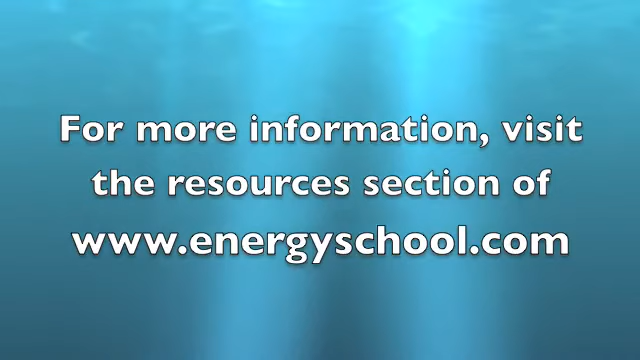 For more information, visit
the resources section of
www.energyschool.com